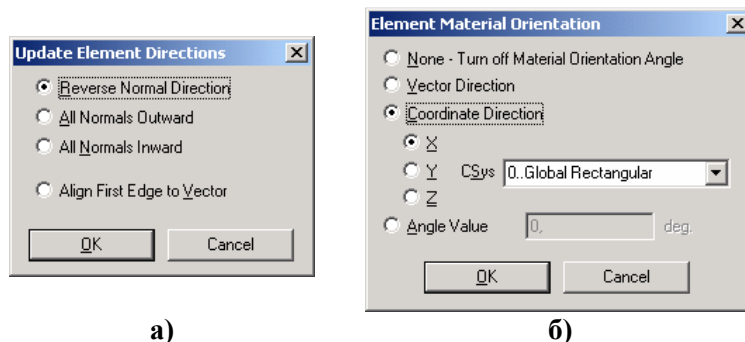 Update Element Directions
Reverse Normal Direction
All Normals Outward
All Normals Inward
Align First Edge to Vector
OK
Cancel
а)
Element Material Orientation
None - Turn off Material Orientation Angle
Vector Direction
Coordinate Direction
X
Y CSys 0..Global Rectangular
Z
Angle Value 0, deg.
OK
Cancel
б)